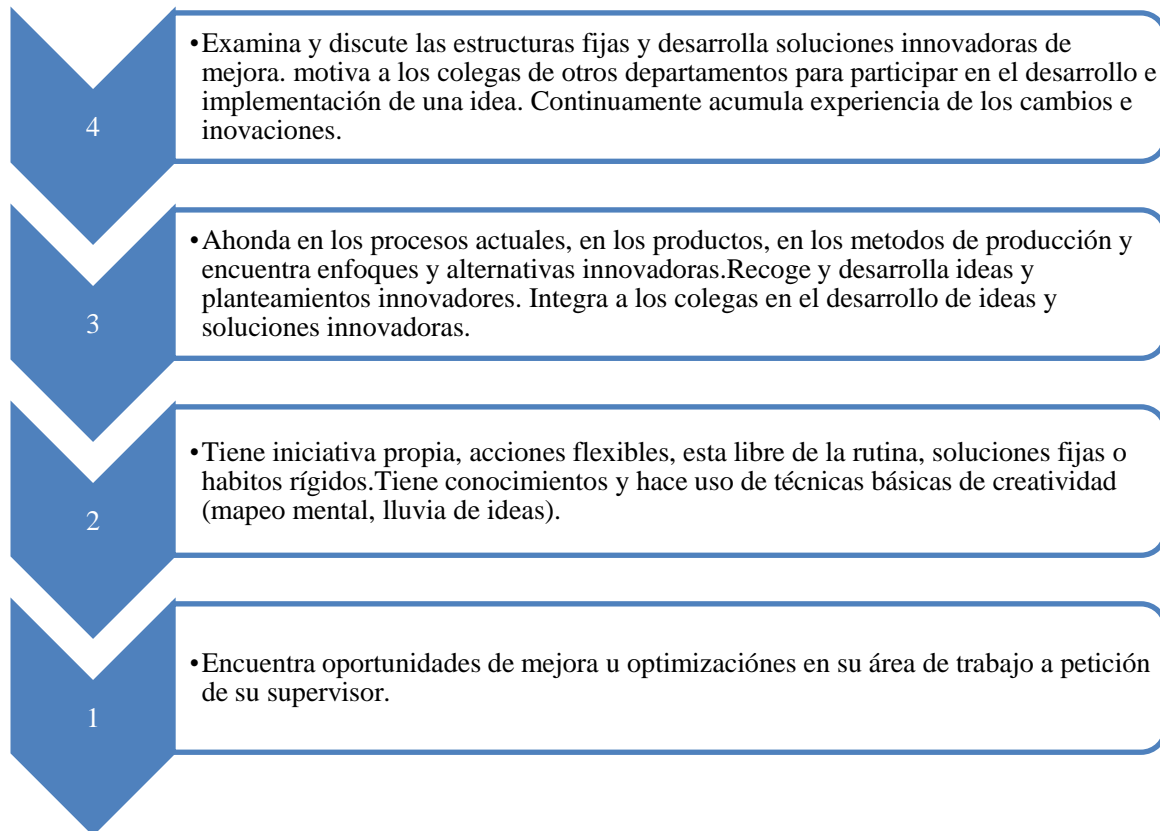 4
•Examina y discute las estructuras fijas y desarrolla soluciones innovadoras de
mejora. motiva a los colegas de otros departamentos para participar en el desarrollo e
implementación de una idea. Continuamente acumula experiencia de los cambios e
inovaciones.
3
•Ahonda en los procesos actuales, en los productos, en los metodos de producción y
encuentra enfoques y alternativas innovadoras.Recoge y desarrolla ideas y
planteamientos innovadores. Integra a los colegas en el desarrollo de ideas y
soluciones innovadoras.
2
•Tiene iniciativa propia, acciones flexibles, esta libre de la rutina, soluciones fijas o
habitos rígidos.Tiene conocimientos y hace uso de técnicas básicas de creatividad
(mapeo mental, lluvia de ideas).
1
•Encuentra oportunidades de mejora u optimizaciónes en su área de trabajo a petición
de su supervisor.